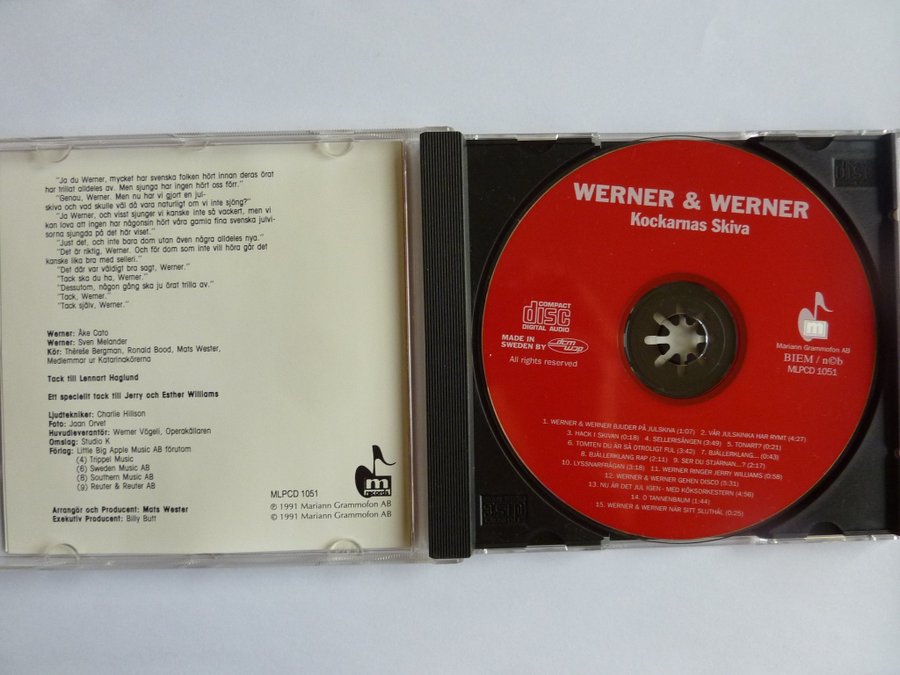 "Ja du Werner, mycket har svenska folken hört innan deras örat
har trillat alldeles av. Men sjunga har ingen hört oss förr."
"Genau, Werner. Men nu har vi gjort en jul-
skiva och vad skulle väl då vara naturligt om vi inte sjöng?"
"Ja Werner, och visst sjunger vi kanske inte så vackert, men vi
kan lova att ingen har någonsin hört våra gamla fina svenska julvi-
sorna sjungda på det här viset."
"Just det, och inte bara dom utan även några alldeles nya."
"Det är riktig, Werner. Och för dom som inte vill höra går det
kanske lika bra med selleri."
"Det där var väldigt bra sagt, Werner."
"Tack ska du ha, Werner."
"Dessutom, någon gång ska ju örat trilla av."
"Tack, Werner."
"Tack själv, Werner."
Werner: Åke Cato
Werner: Sven Melander
Kör: Thérèse Bergman, Ronald Bood, Mats Wester,
Medlemmar ur Katarinakörerna
Tack till Lennart Haglund
Ett speciellt tack till Jerry och Esther Williams
Ljudtekniker: Charlie Hillson
Foto: Jaan Orvet
Huvudleverantör: Werner Vögeli, Operakällaren
Omslag: Studio K
Förlag: Little Big Apple Music AB förutom
(4) Trippel Music
(6) Sweden Music AB
(8) Southern Music AB
(9) Reuter & Reuter AB
Arrangör och Producent: Mats Wester
Exekutiv Producent: Billy Butt
m
records
MLPCD 1051
℗ 1991 Mariann Grammofon AB
© 1991 Mariann Grammofon AB
WERNER & WERNER
Kockarnas Skiva
COMPACT
disc
DIGITAL AUDIO
MADE IN
SWEDEN BY
All rights reserved
m
Mariann Grammofon AB
BIEM / n©b
MLPCD 1051
1. WERNER & WERNER BJUDER PÅ JULSKIVA (1:07) 2. VÅR JULSKINKA HAR RYMT (4:27)
3. HACK I SKIVAN (0:18) 4. SELLERISÅNGEN (3:49) 5. TONART? (0:21)
6. TOMTEN DU ÄR SÅ OTROLIGT FUL (3:42) 7. BJÄLLERKLANG.... (0:43)
8. BJÄLLERKLANG RAP (2:11) 9. SER DU STJÄRNAN...? (2:17)
10. LYSSNARFRÅGAN (3:18) 11. WERNER RINGER JERRY WILLIAMS (0:58)
12. WERNER & WERNER GEHEN DISCO (3:31)
13. NU ÄR DET JUL IGEN - MED KÖKSORKESTERN (4:56)
14. O TANNENBAUM (1:44)
15. WERNER & WERNER NÄR SITT SLUTHÅL (0:25)